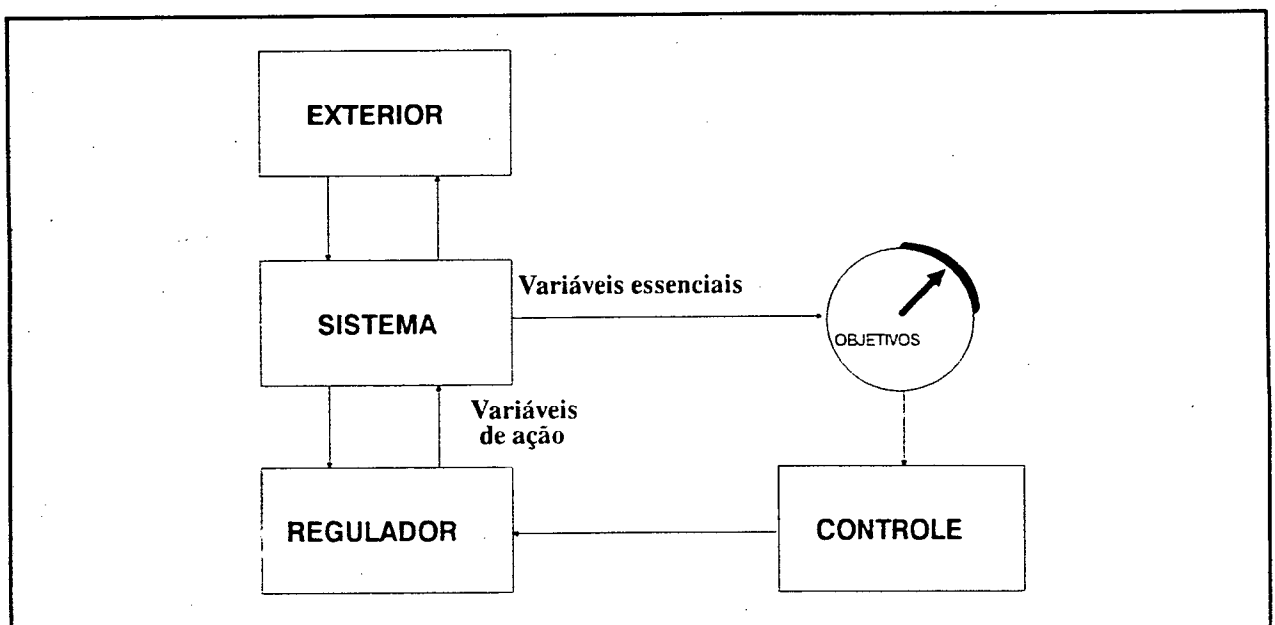 EXTERIOR
SISTEMA
Variáveis essenciais
OBJETIVOS
Variáveis
de ação
REGULADOR
CONTROLE